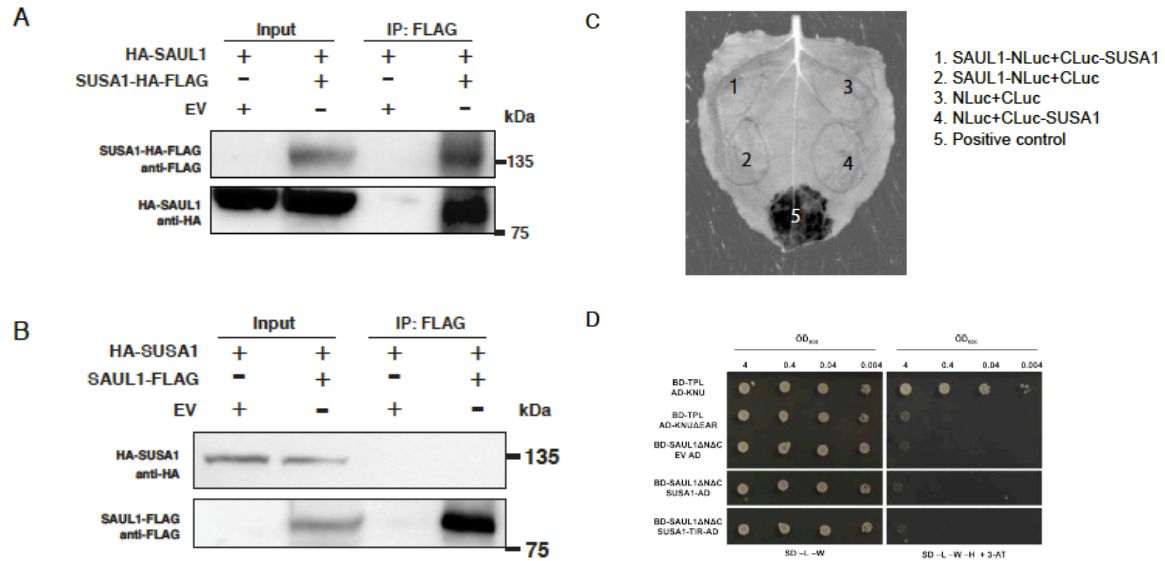 A
Input IP: FLAG
HA-SAUL1 + + + +
SUSA1-HA-FLAG - + - +
EV + - + -
kDa
SUSA1-HA-FLAG
anti-FLAG
135
HA-SAUL1
anti-HA
75
B
Input IP: FLAG
HA-SUSA1 + + + +
SAUL1-FLAG - + - +
EV + - + - kDa
HA-SUSA1
anti-HA
135
SAUL1-FLAG
anti-FLAG
75
C
1 3
2 4
5
1. SAUL1-NLuc+CLuc-SUSA1
2. SAUL1-NLuc+CLuc
3. NLuc+CLuc
4. NLuc+CLuc-SUSA1
5. Positive control
D
OD600 OD600
4 0.4 0.04 0.004 4 0.4 0.04 0.004
BD-TPL
AD-KNU
BD-TPL
AD-KNUΔEAR
BD-SAUL1ΔNΔC
EV AD
BD-SAUL1ΔNΔC
SUSA1-AD
BD-SAUL1ΔNΔC
SUSA1-TIR-AD
SD –L –W SD –L –W –H + 3-AT